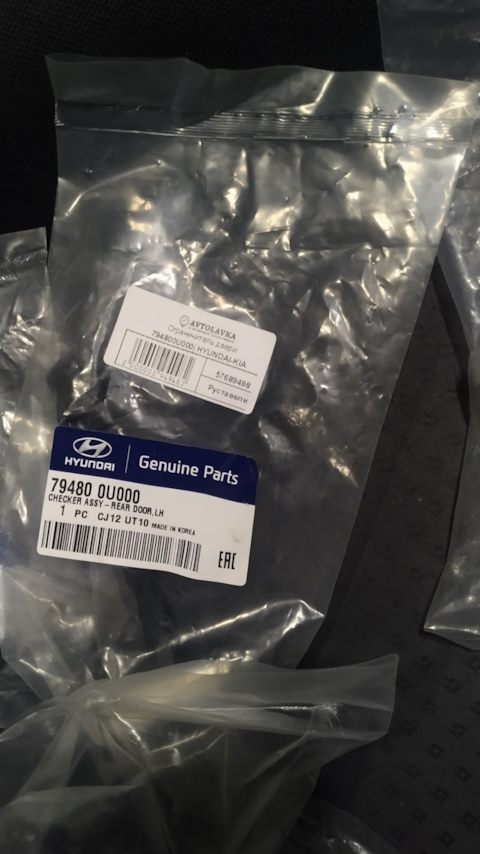 AVTOLAVKA
Ограничитель двери
794800U000; HYUNDAI-KIA
57689498
Руставели
HYUNDAI | Genuine Parts
79480 0U000
CHECKER ASSY-REAR DOOR,LH
1 PC CJ12 UT10 MADE IN KOREA
EAC